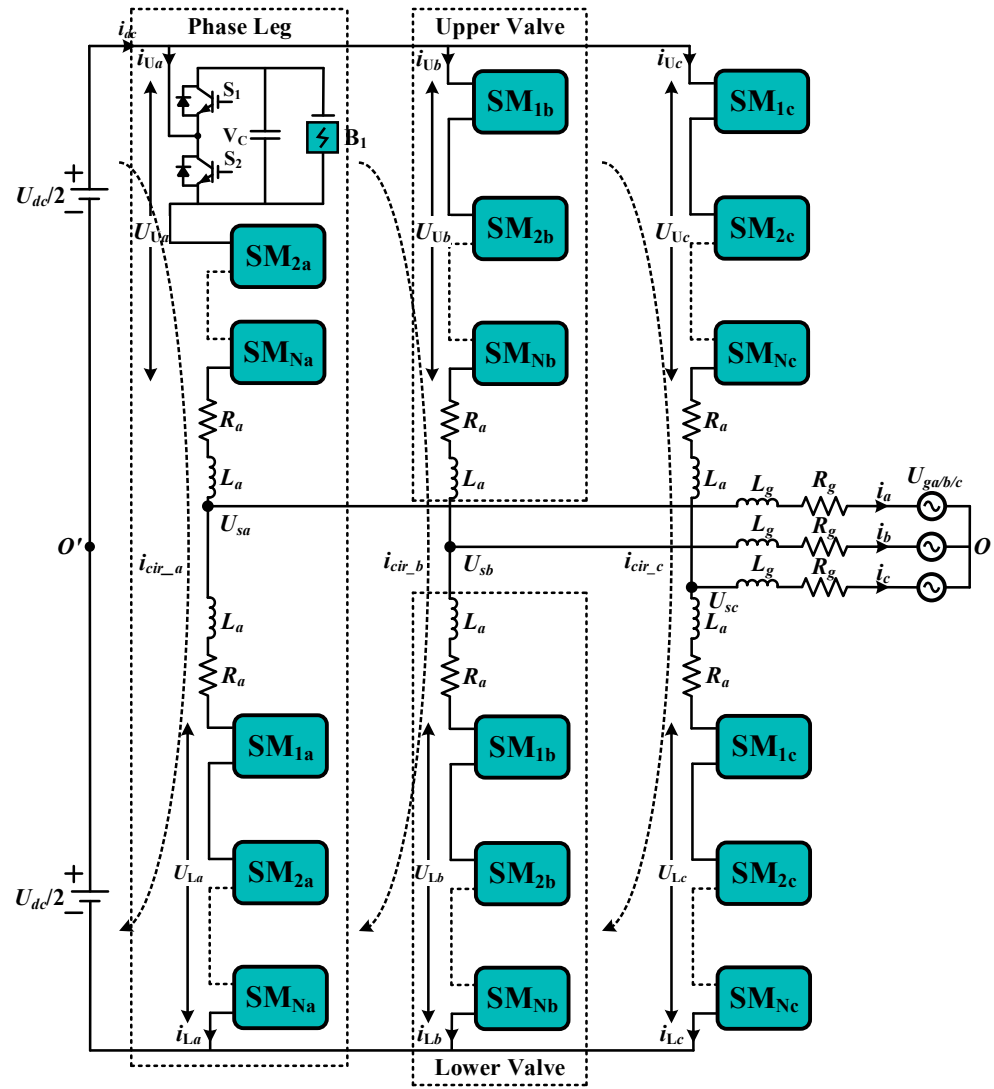 Phase Leg
Upper Valve
i_dc
i_Ua
i_Ub
i_Uc
S₁
V_C
B₁
S₂
SM_1b
SM_1c
U_dc/2
+
−
U_Ua
U_Ub
U_Uc
SM_2a
SM_2b
SM_2c
SM_Na
SM_Nb
SM_Nc
R_a
R_a
R_a
L_a
L_a
L_a
L_g
R_g
i_a
U_ga/b/c
U_sa
O'
i_cir_a
i_cir_b
U_sb
i_cir_c
L_g
R_g
i_b
O
L_g
R_g
i_c
U_sc
L_a
L_a
L_a
R_a
R_a
R_a
SM_1a
SM_1b
SM_1c
U_dc/2
+
−
U_La
U_Lb
U_Lc
SM_2a
SM_2b
SM_2c
SM_Na
SM_Nb
SM_Nc
i_La
i_Lb
i_Lc
Lower Valve